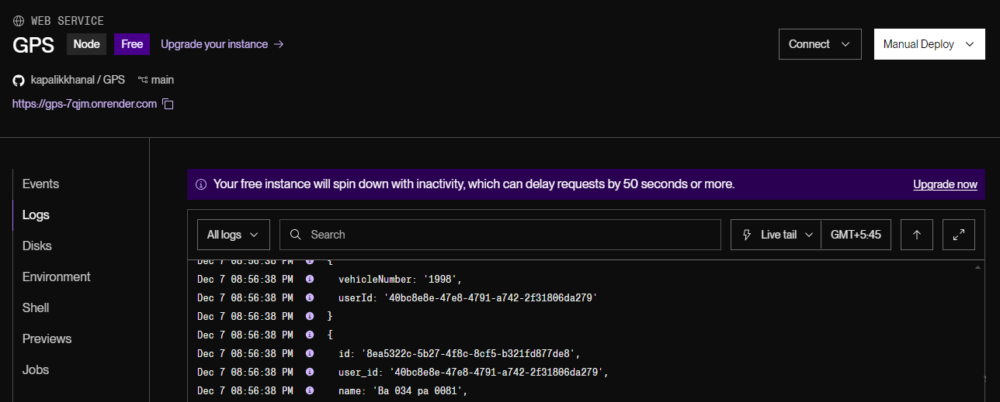 WEB SERVICE
GPS Node Free Upgrade your instance →
Connect
Manual Deploy
kapalikkhanal / GPS main
https://gps-7qjm.onrender.com
Events
Logs
Disks
Environment
Shell
Previews
Jobs
Your free instance will spin down with inactivity, which can delay requests by 50 seconds or more. Upgrade now
All logs Search Live tail GMT+5:45
Dec 7 08:56:38 PM {
Dec 7 08:56:38 PM vehicleNumber: '1998',
Dec 7 08:56:38 PM userId: '40bc8e8e-47e8-4791-a742-2f31806da279'
Dec 7 08:56:38 PM }
Dec 7 08:56:38 PM {
Dec 7 08:56:38 PM id: '8ea5322c-5b27-4f8c-8cf5-b321fd877de8',
Dec 7 08:56:38 PM user_id: '40bc8e8e-47e8-4791-a742-2f31806da279',
Dec 7 08:56:38 PM name: 'Ba 034 pa 0081',